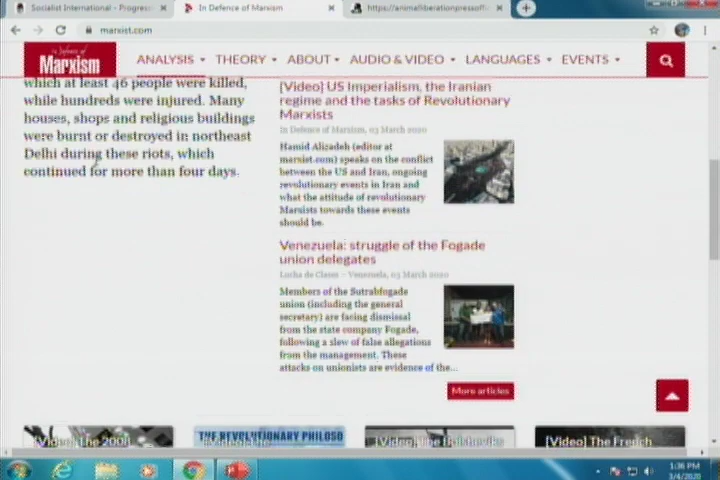 Socialist International - Progress
In Defence of Marxism
https://animalliberationpressoff
marxist.com
In Defence of
Marxism
ANALYSIS
THEORY
ABOUT
AUDIO & VIDEO
LANGUAGES
EVENTS
which at least 46 people were killed,
while hundreds were injured. Many
houses, shops and religious buildings
were burnt or destroyed in northeast
Delhi during these riots, which
continued for more than four days.
[Video] US Imperialism, the Iranian
regime and the tasks of Revolutionary
Marxists
In Defence of Marxism, 03 March 2020
Hamid Alizadeh (editor at
marxist.com) speaks on the conflict
between the US and Iran, ongoing
revolutionary events in Iran and
what the attitude of revolutionary
Marxists towards these events
should be.
Venezuela: struggle of the Fogade
union delegates
Lucha de Clases – Venezuela, 03 March 2020
Members of the Sutrabfogade
union (including the general
secretary) are facing dismissal
from the state company Fogade,
following a slew of false allegations
from the management. These
attacks on unionists are evidence of the...
More articles
[Video] The
THE REVOLUTIONARY PHILOSO
[Video] The Bolsheviks
[Video] The French
1:36 PM
3/4/2020